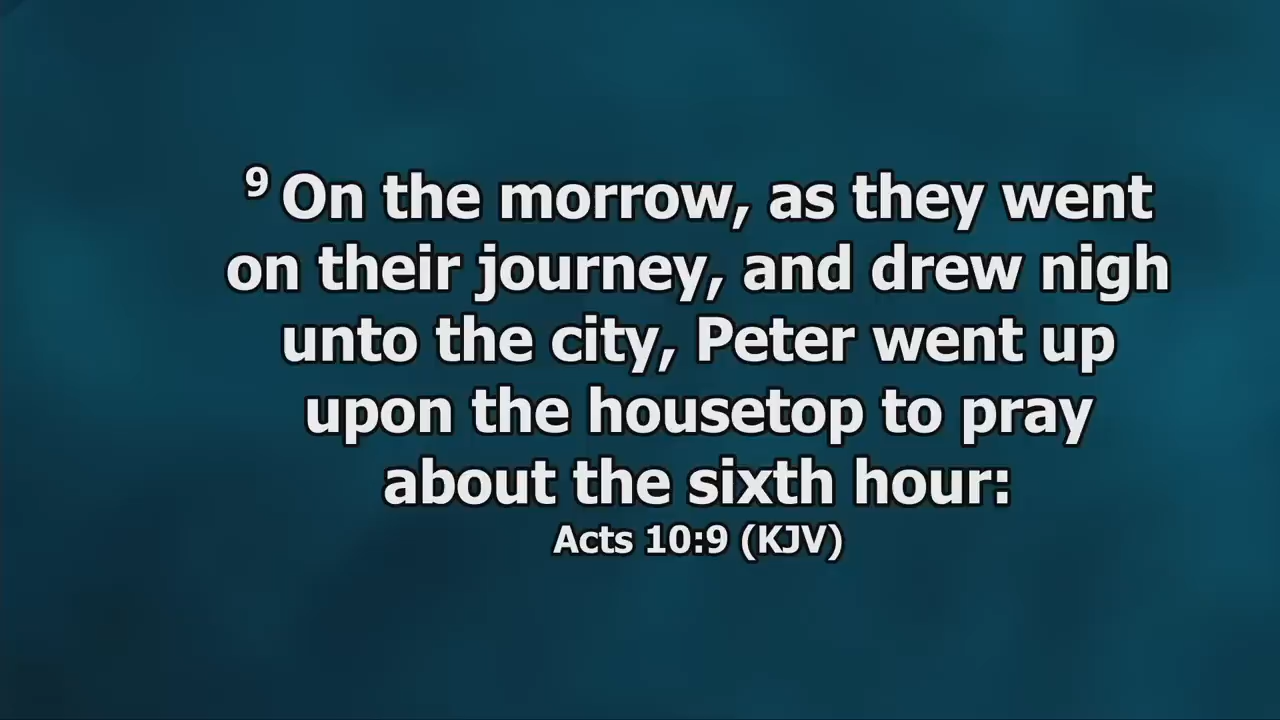 9 On the morrow, as they went
on their journey, and drew nigh
unto the city, Peter went up
upon the housetop to pray
about the sixth hour:
Acts 10:9 (KJV)